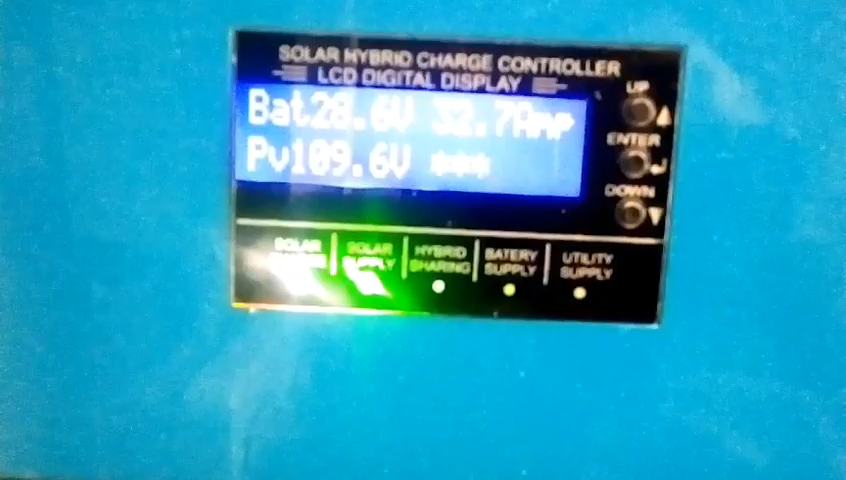 SOLAR HYBRID CHARGE CONTROLLER
LCD DIGITAL DISPLAY
Bat28.6V 32.7Amp
Pv109.6V ***
UP
ENTER
DOWN
SOLAR
SOLAR SUPPLY
HYBRID SHARING
BATERY SUPPLY
UTILITY SUPPLY